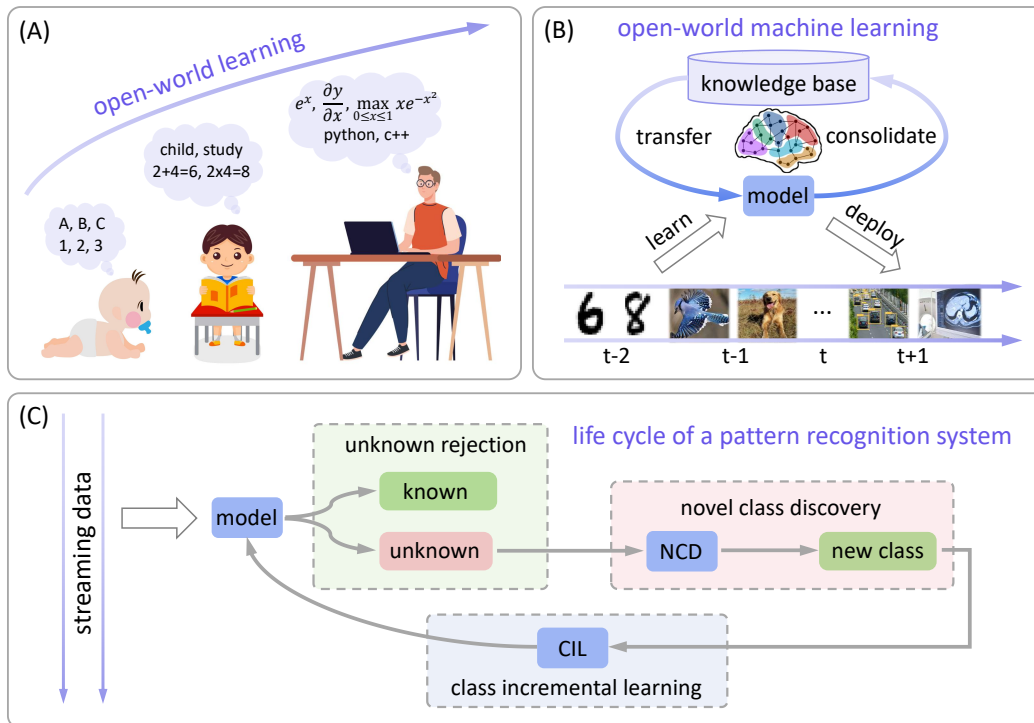 (A)
open-world learning
A, B, C
1, 2, 3
child, study
2+4=6, 2x4=8
e^x, ∂y/∂x, max_{0≤x≤1} xe^{-x^2}
python, c++
(B)
open-world machine learning
knowledge base
transfer
consolidate
model
learn
deploy
6 8
...
t-2
t-1
t
t+1
(C)
life cycle of a pattern recognition system
streaming data
model
unknown rejection
known
unknown
novel class discovery
NCD
new class
CIL
class incremental learning